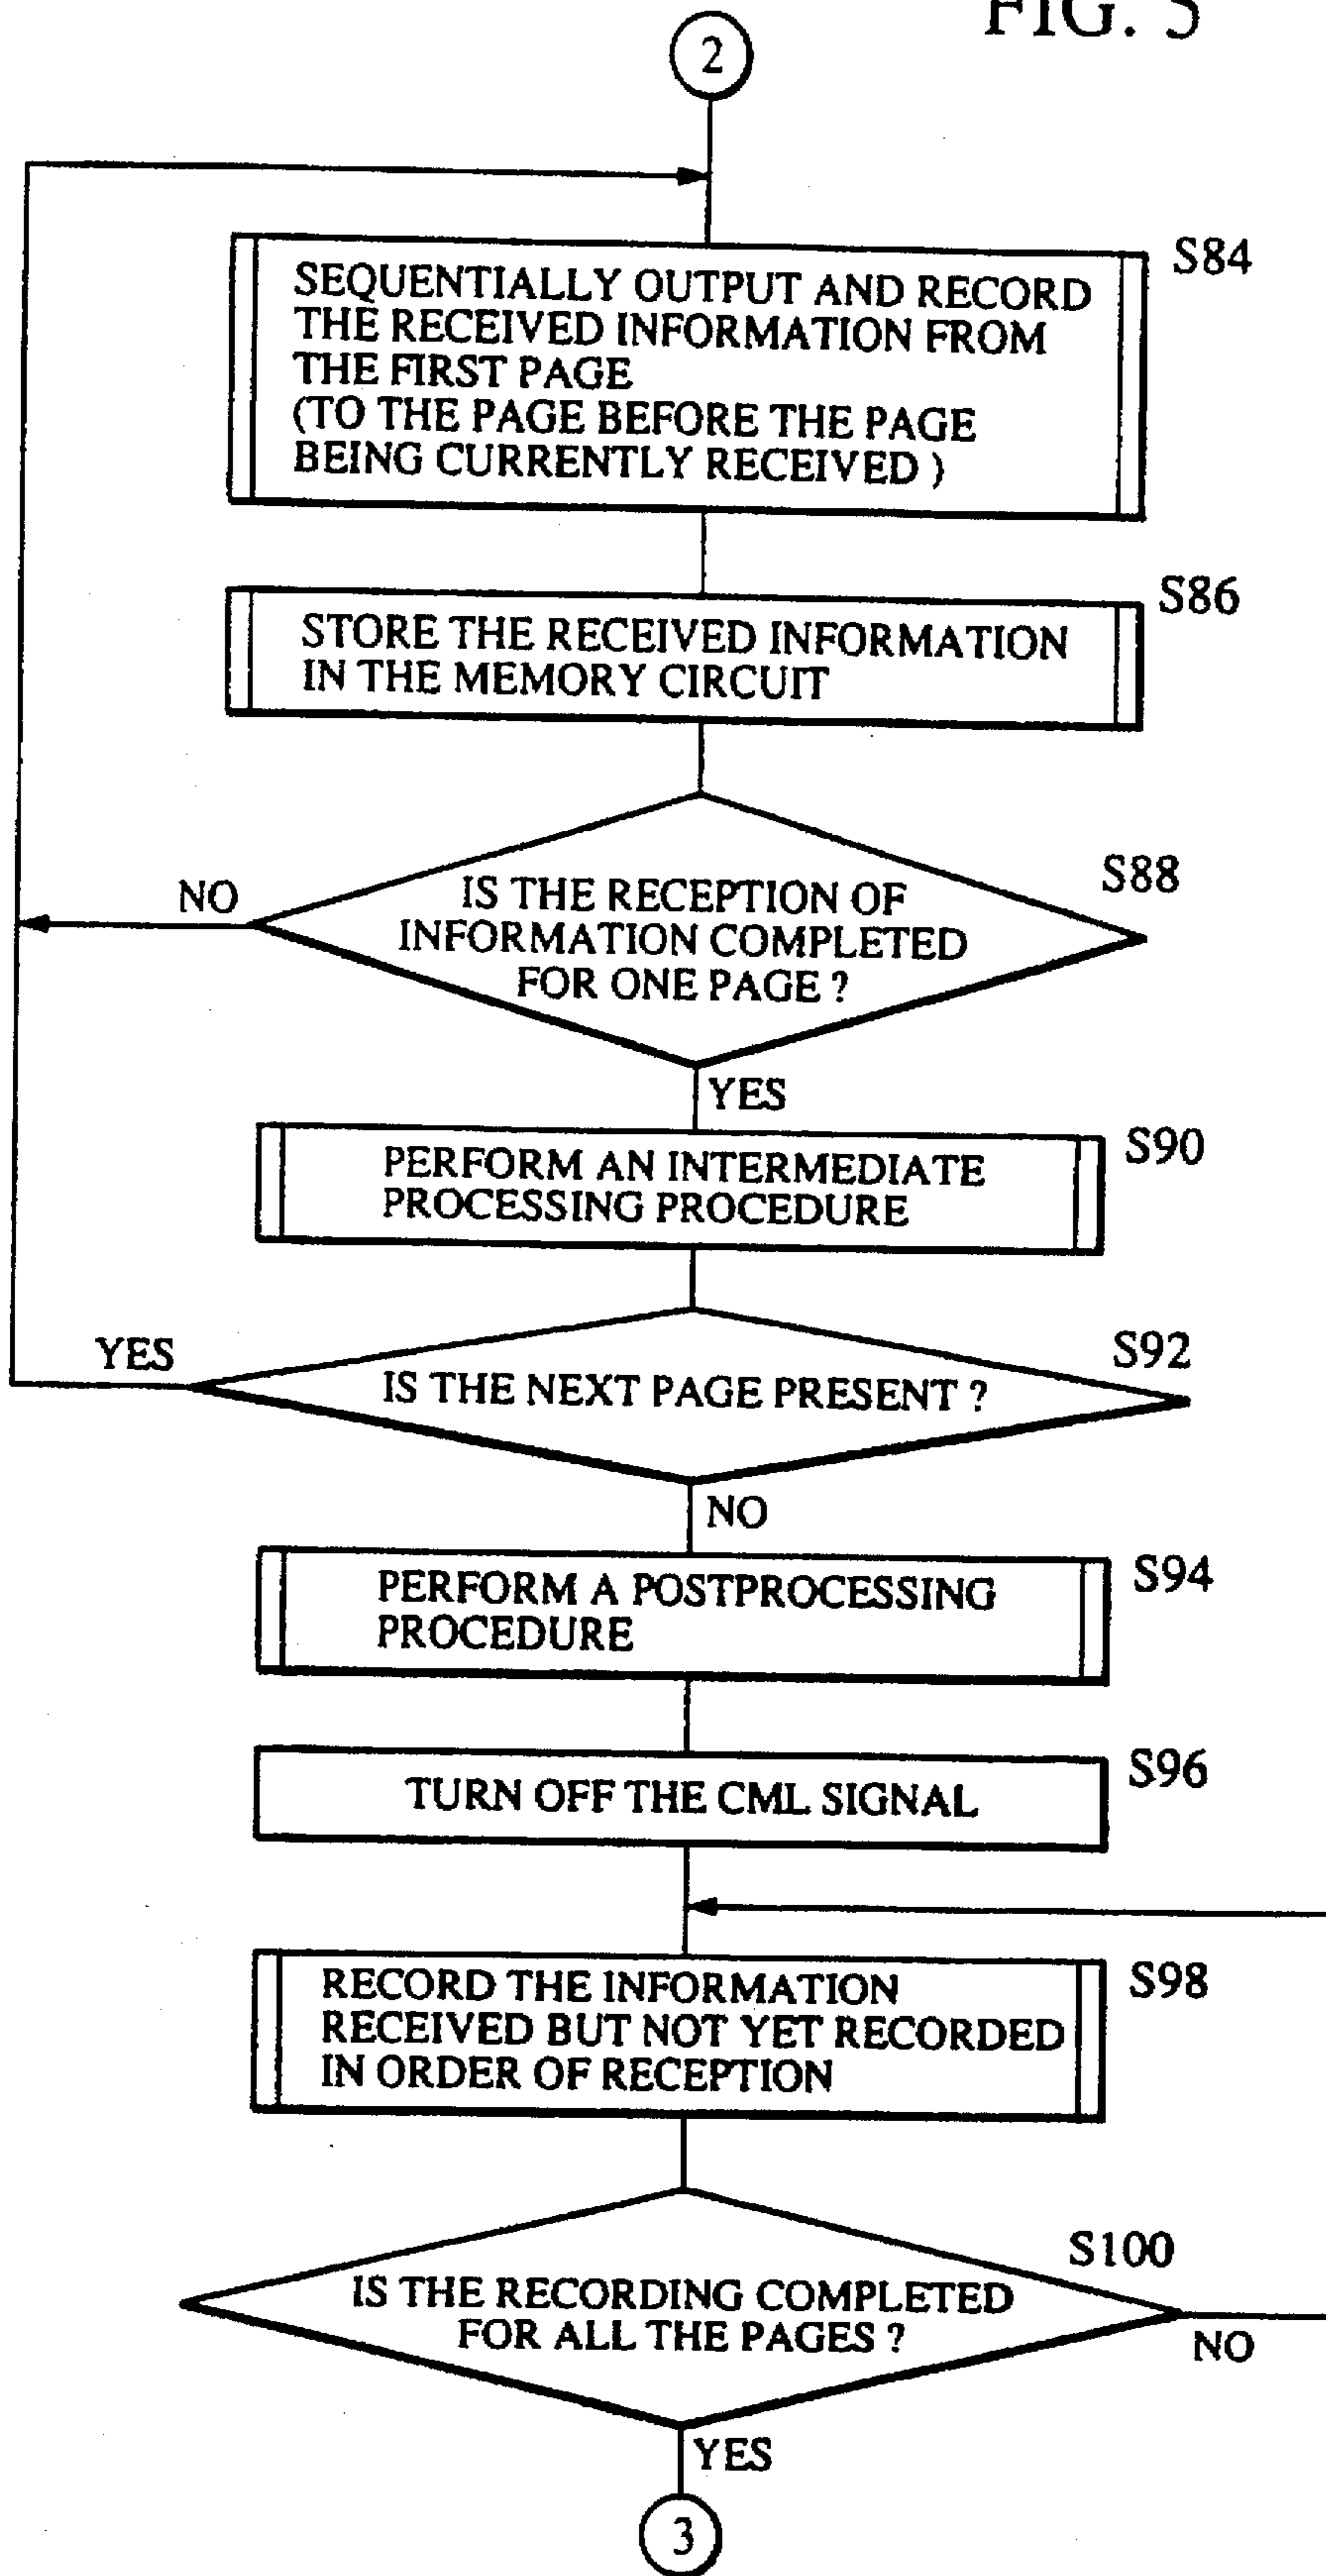 FIG. 5
2
S84
SEQUENTIALLY OUTPUT AND RECORD
THE RECEIVED INFORMATION FROM
THE FIRST PAGE
(TO THE PAGE BEFORE THE PAGE
BEING CURRENTLY RECEIVED )
S86
STORE THE RECEIVED INFORMATION
IN THE MEMORY CIRCUIT
S88
NO
IS THE RECEPTION OF
INFORMATION COMPLETED
FOR ONE PAGE ?
YES
S90
PERFORM AN INTERMEDIATE
PROCESSING PROCEDURE
S92
YES
IS THE NEXT PAGE PRESENT ?
NO
S94
PERFORM A POSTPROCESSING
PROCEDURE
S96
TURN OFF THE CML SIGNAL
S98
RECORD THE INFORMATION
RECEIVED BUT NOT YET RECORDED
IN ORDER OF RECEPTION
S100
IS THE RECORDING COMPLETED
FOR ALL THE PAGES ?
NO
YES
3